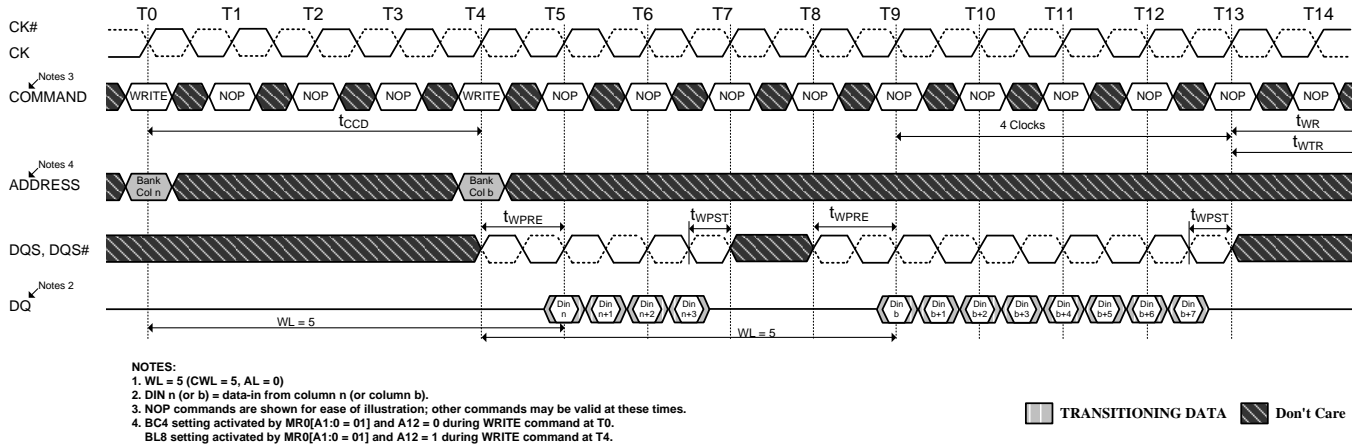 T0 T1 T2 T3 T4 T5 T6 T7 T8 T9 T10 T11 T12 T13 T14
CK#
CK
Notes 3
COMMAND
WRITE NOP NOP NOP WRITE NOP NOP NOP NOP NOP NOP NOP NOP NOP NOP
tCCD
4 Clocks
tWR
tWTR
Notes 4
ADDRESS
Bank
Col n
Bank
Col b
tWPRE tWPST tWPRE tWPST
DQS, DQS#
Notes 2
DQ
Din
n
Din
n+1
Din
n+2
Din
n+3
Din
b
Din
b+1
Din
b+2
Din
b+3
Din
b+4
Din
b+5
Din
b+6
Din
b+7
WL = 5
WL = 5
NOTES:
1. WL = 5 (CWL = 5, AL = 0)
2. DIN n (or b) = data-in from column n (or column b).
3. NOP commands are shown for ease of illustration; other commands may be valid at these times.
4. BC4 setting activated by MR0[A1:0 = 01] and A12 = 0 during WRITE command at T0.
BL8 setting activated by MR0[A1:0 = 01] and A12 = 1 during WRITE command at T4.
TRANSITIONING DATA
Don't Care